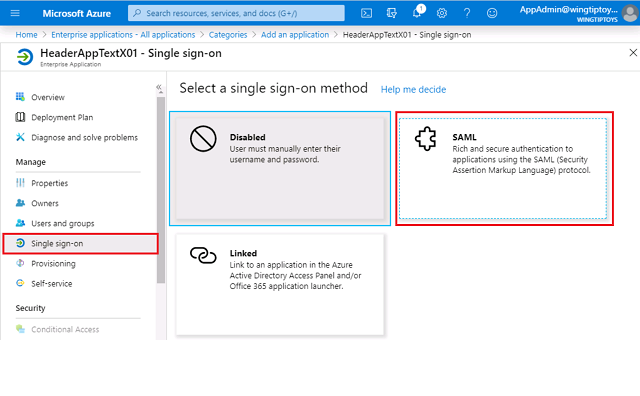 Microsoft Azure
Search resources, services, and docs (G+/)
1
AppAdmin@wingtiptoy...
WINGTIPTOYS
Home > Enterprise applications - All applications > Categories > Add an application > HeaderAppTextX01 - Single sign-on
HeaderAppTextX01 - Single sign-on
Enterprise Application
Overview
Deployment Plan
Diagnose and solve problems
Manage
Properties
Owners
Users and groups
Single sign-on
Provisioning
Self-service
Security
Conditional Access
Select a single sign-on method
Help me decide
Disabled
User must manually enter their
username and password.
SAML
Rich and secure authentication to
applications using the SAML (Security
Assertion Markup Language) protocol.
Linked
Link to an application in the Azure
Active Directory Access Panel and/or
Office 365 application launcher.